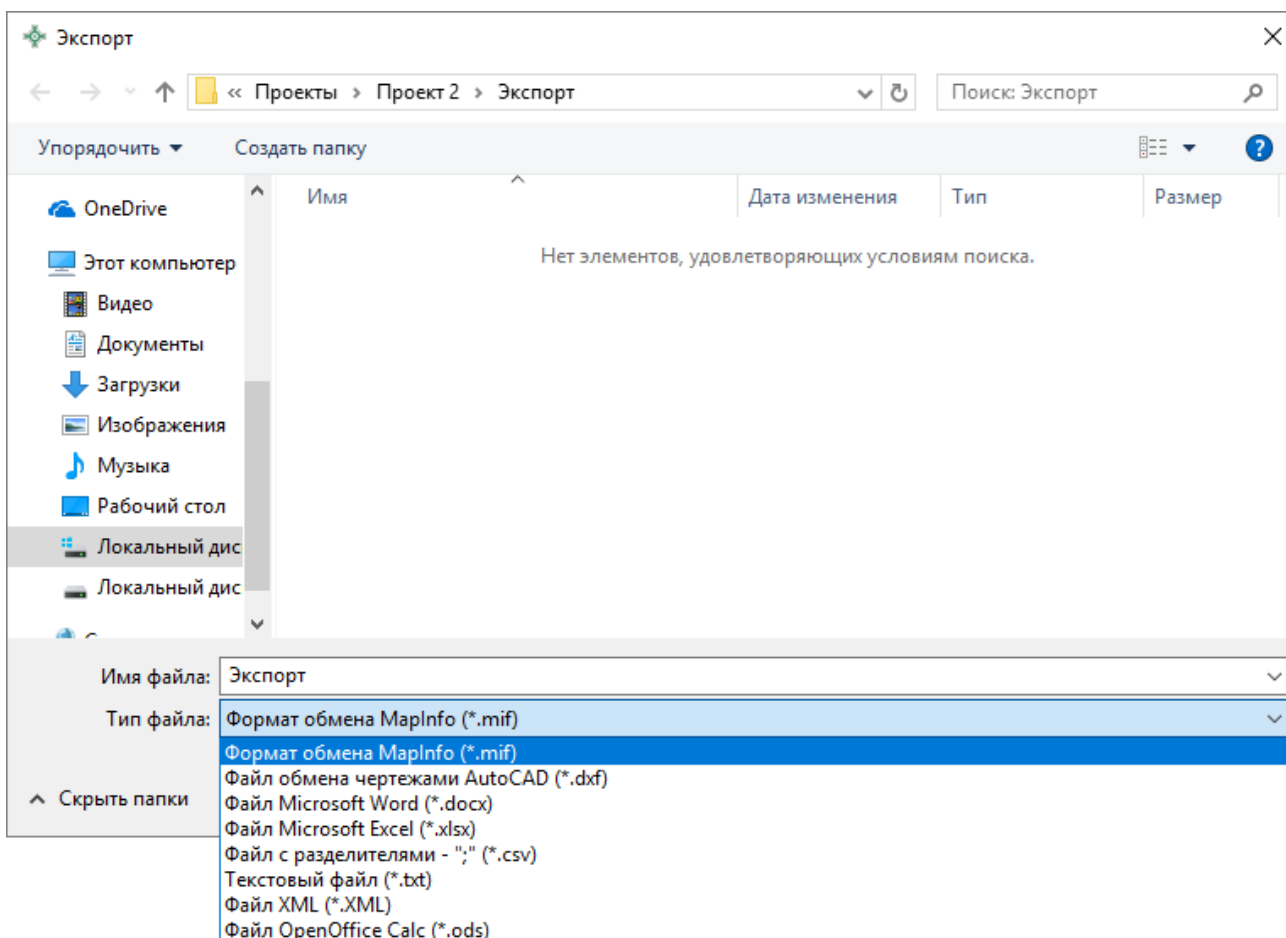 Экспорт
« Проекты › Проект 2 › Экспорт
Поиск: Экспорт
Упорядочить
Создать папку
?
OneDrive
Этот компьютер
Видео
Документы
Загрузки
Изображения
Музыка
Рабочий стол
Локальный дис
Локальный дис
Имя
Дата изменения
Тип
Размер
Нет элементов, удовлетворяющих условиям поиска.
Имя файла: Экспорт
Тип файла: Формат обмена MapInfo (*.mif)
Формат обмена MapInfo (*.mif)
Файл обмена чертежами AutoCAD (*.dxf)
Файл Microsoft Word (*.docx)
Файл Microsoft Excel (*.xlsx)
Файл с разделителями - ";" (*.csv)
Текстовый файл (*.txt)
Файл XML (*.XML)
Файл OpenOffice Calc (*.ods)
Скрыть папки